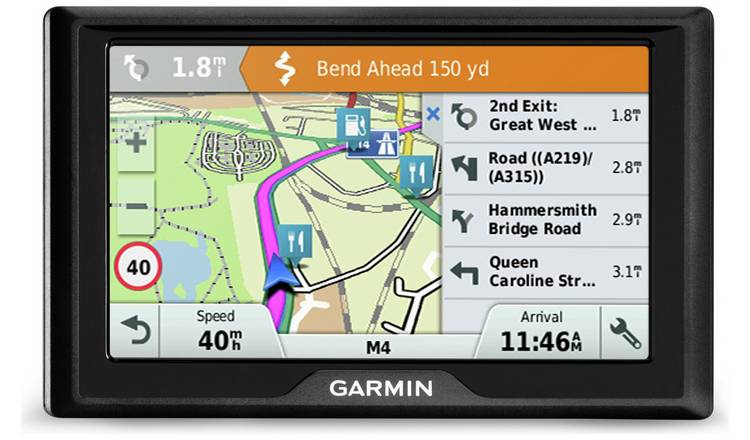 1.8 mi
Bend Ahead 150 yd
2nd Exit:
Great West ...
1.8 mi
Road ((A219)/
(A315))
2.8 mi
Hammersmith
Bridge Road
2.9 mi
Queen
Caroline Str...
3.1 mi
+
–
40
Speed
40 mh
M4
Arrival
11:46 AM
GARMIN